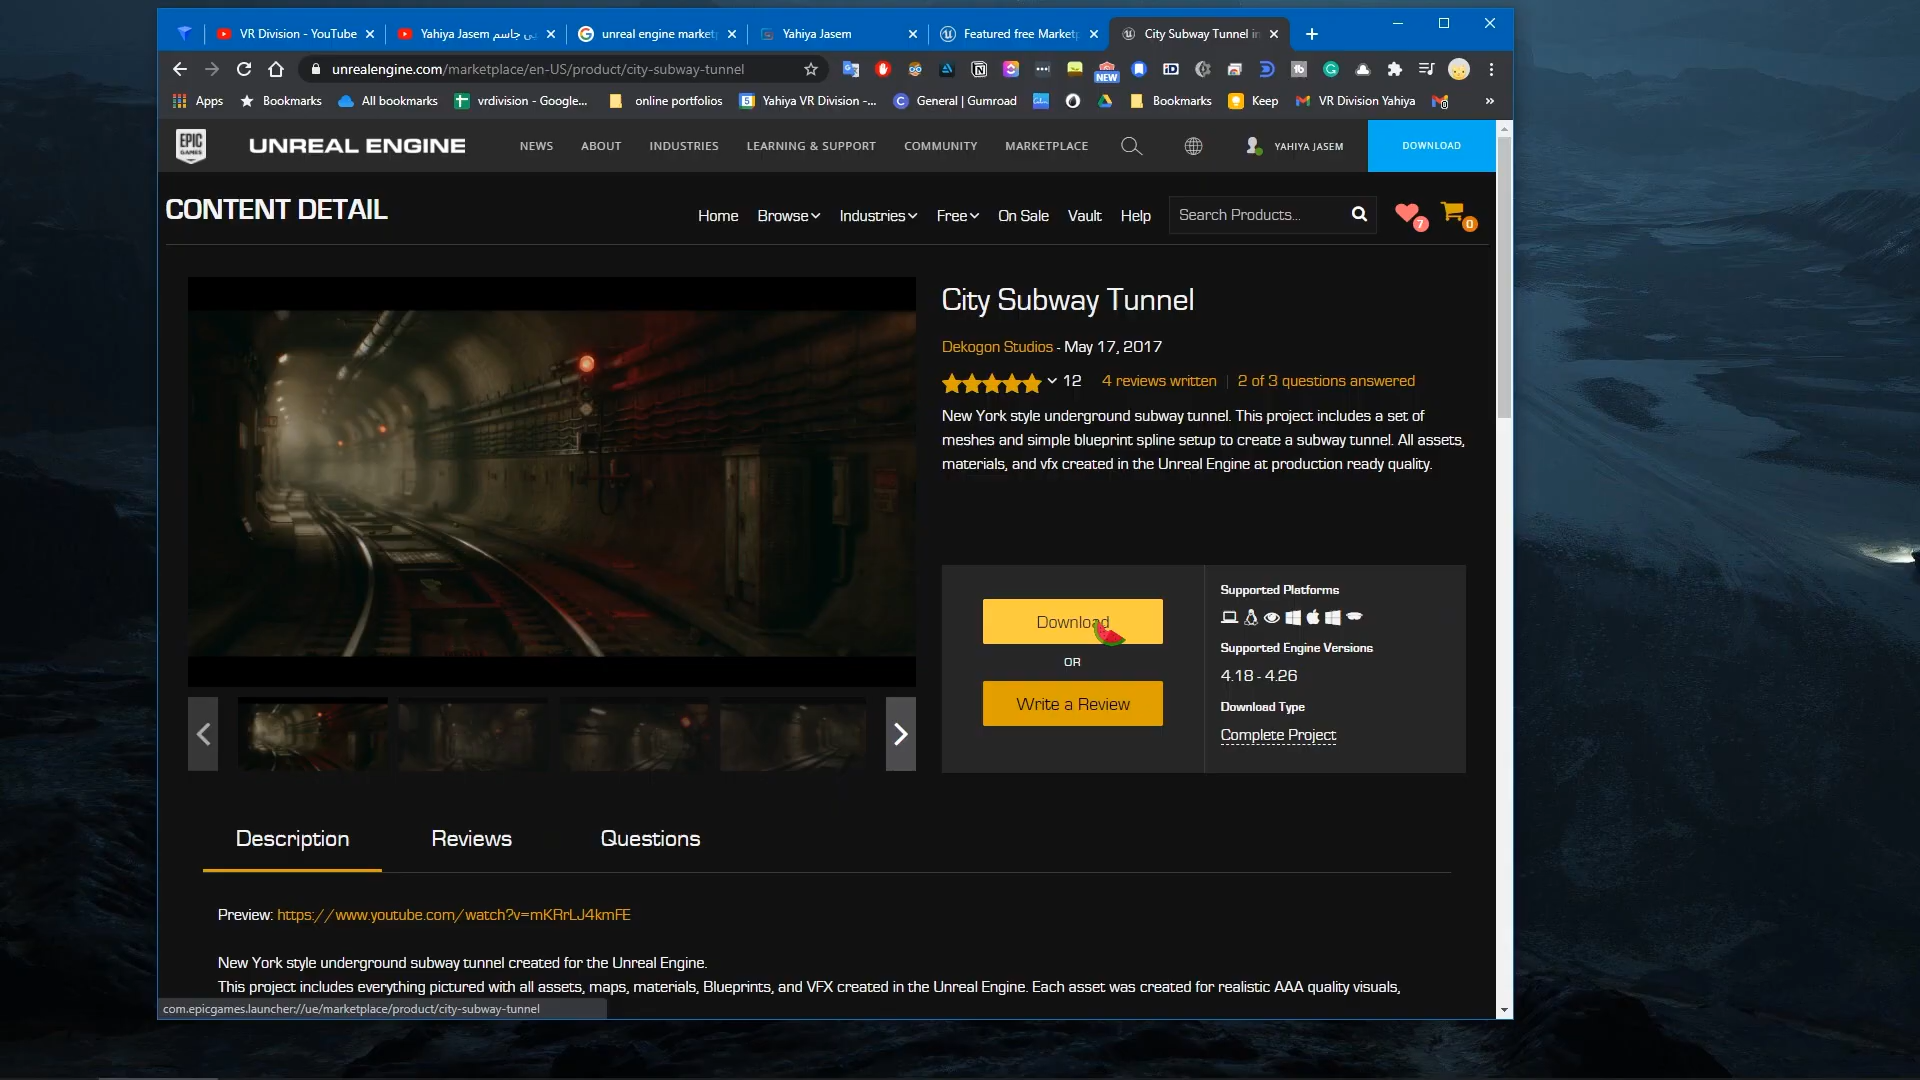 VR Division - YouTube
Yahiya Jasem يى جاسم
unreal engine market
Yahiya Jasem
Featured free Marketp
City Subway Tunnel in
unrealengine.com/marketplace/en-US/product/city-subway-tunnel
NEW
Apps
Bookmarks
All bookmarks
vrdivision - Google...
online portfolios
Yahiya VR Division -...
General | Gumroad
Bookmarks
Keep
VR Division Yahiya
»
EPIC GAMES
UNREAL ENGINE
NEWS
ABOUT
INDUSTRIES
LEARNING & SUPPORT
COMMUNITY
MARKETPLACE
YAHIYA JASEM
DOWNLOAD
CONTENT DETAIL
Home
Browse
Industries
Free
On Sale
Vault
Help
Search Products...
7
0
City Subway Tunnel
Dekogon Studios - May 17, 2017
12
4 reviews written
2 of 3 questions answered
New York style underground subway tunnel. This project includes a set of
meshes and simple blueprint spline setup to create a subway tunnel. All assets,
materials, and vfx created in the Unreal Engine at production ready quality.
Download
OR
Write a Review
Supported Platforms
Supported Engine Versions
4.18 - 4.26
Download Type
Complete Project
Description
Reviews
Questions
Preview: https://www.youtube.com/watch?v=mKRrLJ4kmFE
New York style underground subway tunnel created for the Unreal Engine.
This project includes everything pictured with all assets, maps, materials, Blueprints, and VFX created in the Unreal Engine. Each asset was created for realistic AAA quality visuals,
com.epicgames.launcher://ue/marketplace/product/city-subway-tunnel